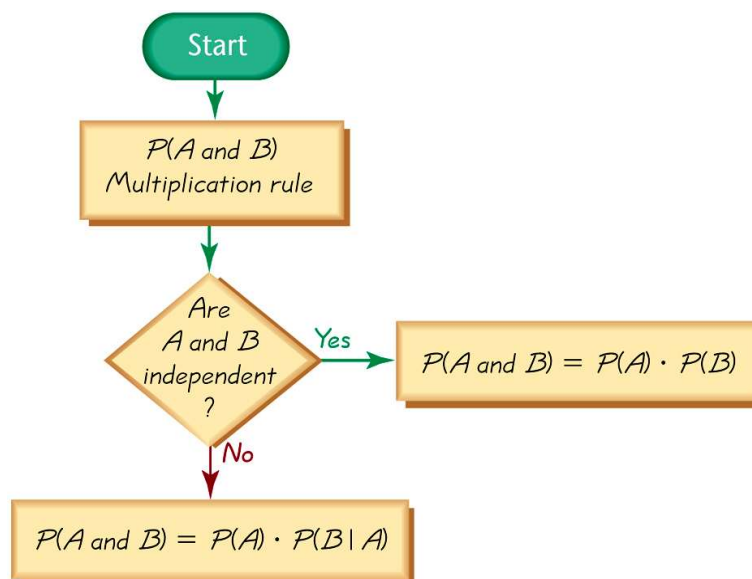 Start
P(A and B)
Multiplication rule
Are
A and B
independent
?
Yes
P(A and B) = P(A) · P(B)
No
P(A and B) = P(A) · P(B | A)